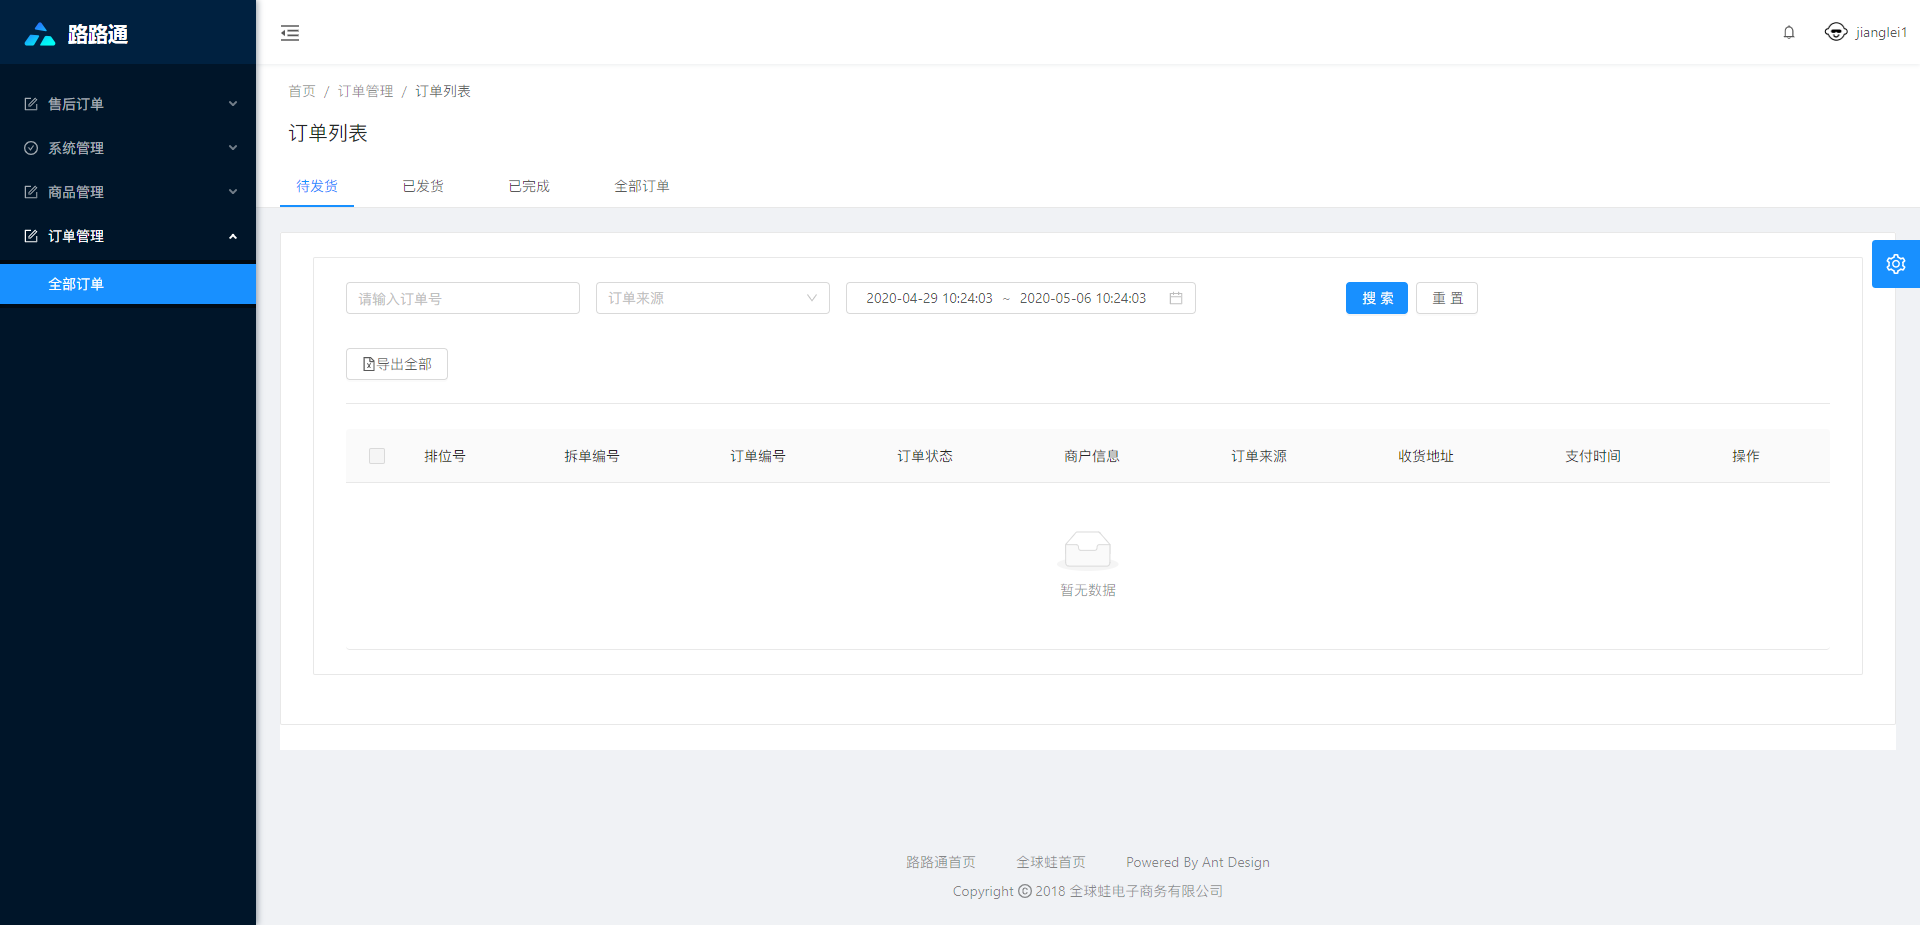 路路通
jianglei1
售后订单
系统管理
商品管理
订单管理
全部订单
首页 / 订单管理 / 订单列表
订单列表
待发货 已发货 已完成 全部订单
请输入订单号 订单来源 2020-04-29 10:24:03 ~ 2020-05-06 10:24:03 搜 索 重 置
导出全部
排位号 拆单编号 订单编号 订单状态 商户信息 订单来源 收货地址 支付时间 操作
暂无数据
路路通首页 全球蛙首页 Powered By Ant Design
Copyright © 2018 全球蛙电子商务有限公司